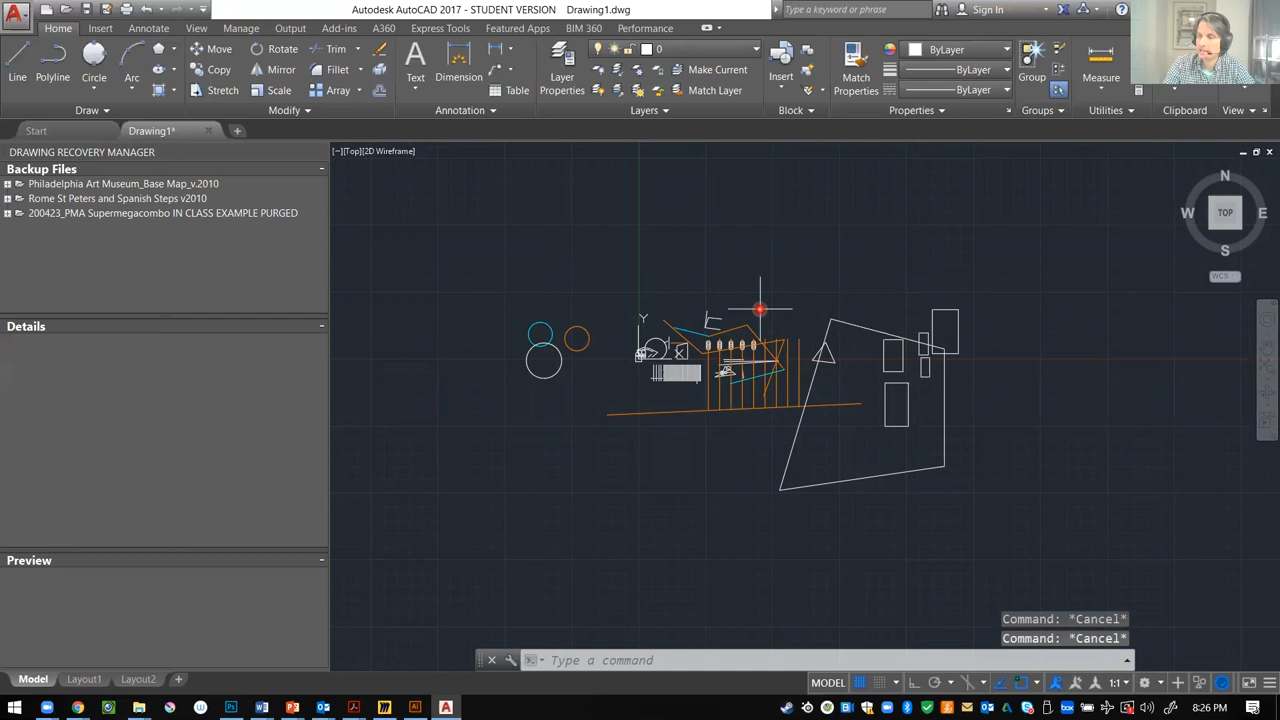 Autodesk AutoCAD 2017 - STUDENT VERSION Drawing1.dwg
Type a keyword or phrase
Sign In
Home Insert Annotate View Manage Output Add-ins A360 Express Tools Featured Apps BIM 360 Performance
Line Polyline Circle Arc
Move Rotate Trim
Copy Mirror Fillet
Stretch Scale Array
Text Dimension
Table
Layer Properties
0
Make Current
Match Layer
Insert
Match Properties
ByLayer
ByLayer
ByLayer
Group
Measure
Draw Modify Annotation Layers Block Properties Groups Utilities Clipboard View
Start Drawing1*
DRAWING RECOVERY MANAGER
Backup Files
Philadelphia Art Museum_Base Map_v.2010
Rome St Peters and Spanish Steps v2010
200423_PMA Supermegacombo IN CLASS EXAMPLE PURGED
Details
Preview
[−][Top][2D Wireframe]
N
W TOP E
S
WCS
Y
Command: *Cancel*
Command: *Cancel*
Type a command
Model Layout1 Layout2
MODEL
1:1
8:26 PM